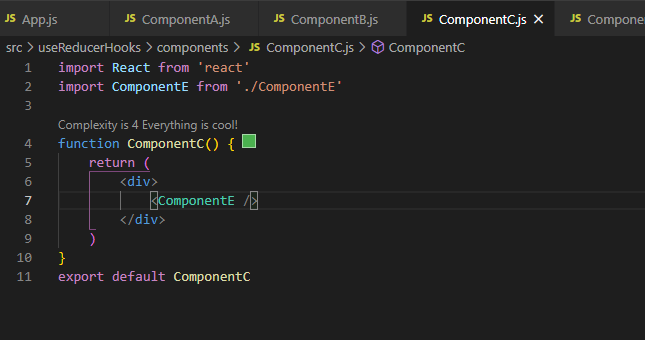 JS App.js JS ComponentA.js JS ComponentB.js JS ComponentC.js × JS Compone
src > useReducerHooks > components > JS ComponentC.js > ComponentC
1 import React from 'react'
2 import ComponentE from './ComponentE'
3
Complexity is 4 Everything is cool!
4 function ComponentC() {
5 return (
6 <div>
7 <ComponentE />
8 </div>
9 )
10 }
11 export default ComponentC